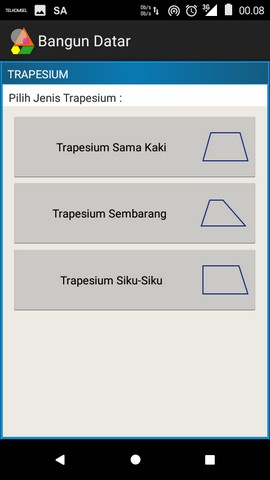 TELKOMSEL SA 0b/s 0b/s 3G 00.08
Bangun Datar
TRAPESIUM
Pilih Jenis Trapesium :
Trapesium Sama Kaki
Trapesium Sembarang
Trapesium Siku-Siku